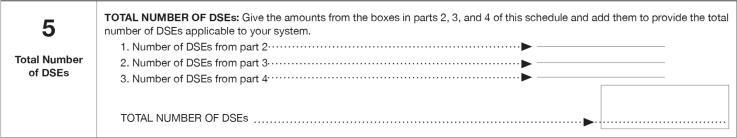 5
Total Number
of DSEs
TOTAL NUMBER OF DSEs: Give the amounts from the boxes in parts 2, 3, and 4 of this schedule and add them to provide the total
number of DSEs applicable to your system.
1. Number of DSEs from part 2
2. Number of DSEs from part 3
3. Number of DSEs from part 4
TOTAL NUMBER OF DSEs